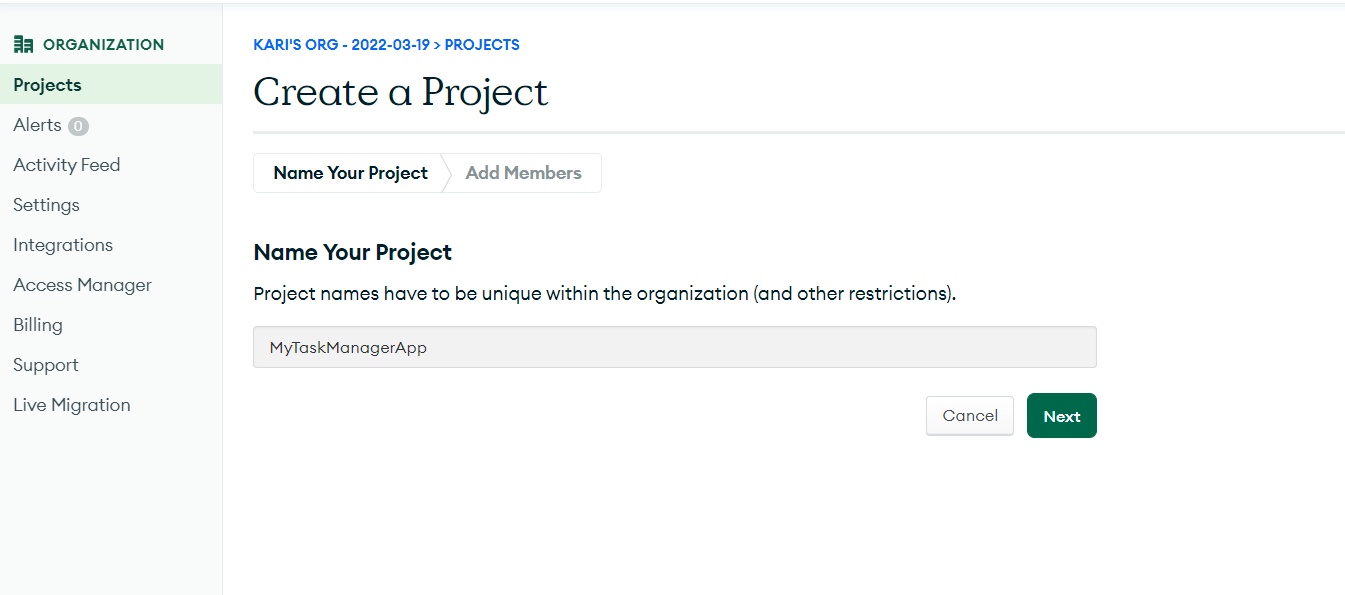 ORGANIZATION
Projects
Alerts 0
Activity Feed
Settings
Integrations
Access Manager
Billing
Support
Live Migration
KARI'S ORG - 2022-03-19 > PROJECTS
Create a Project
Name Your Project Add Members
Name Your Project
Project names have to be unique within the organization (and other restrictions).
MyTaskManagerApp
Cancel Next